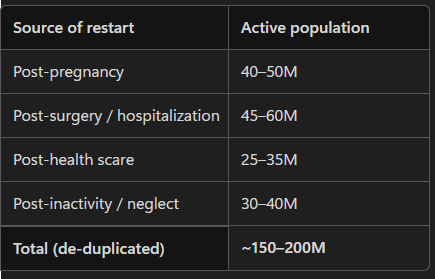 Source of restart Active population
Post-pregnancy 40–50M
Post-surgery / hospitalization 45–60M
Post-health scare 25–35M
Post-inactivity / neglect 30–40M
Total (de-duplicated) ~150–200M